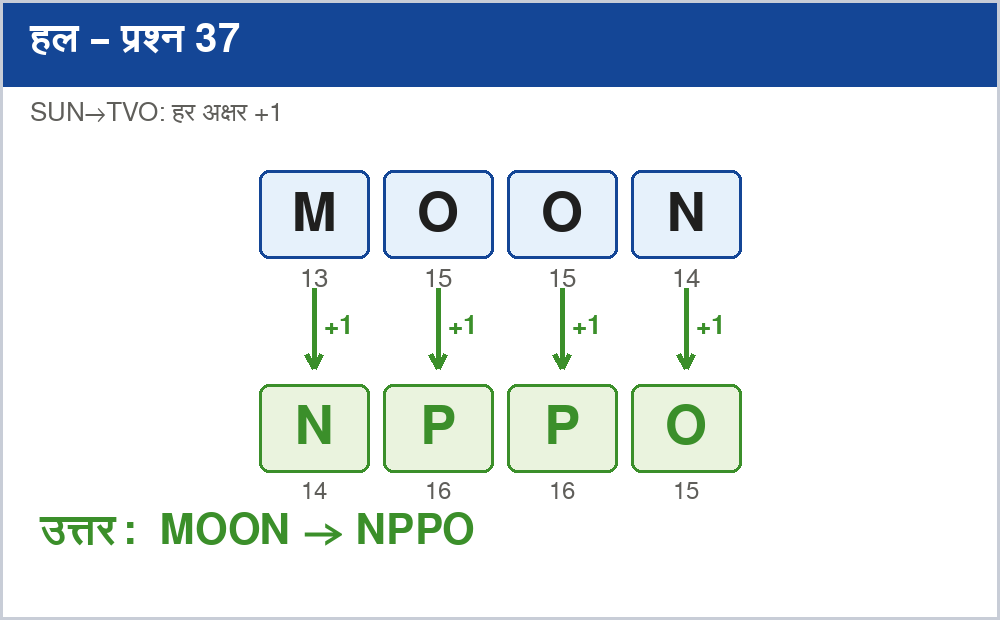 हल – प्रश्न 37
SUN→TVO: हर अक्षर +1
M O O N
13 15 15 14
+1 +1 +1 +1
N P P O
14 16 16 15
उत्तर : MOON → NPPO